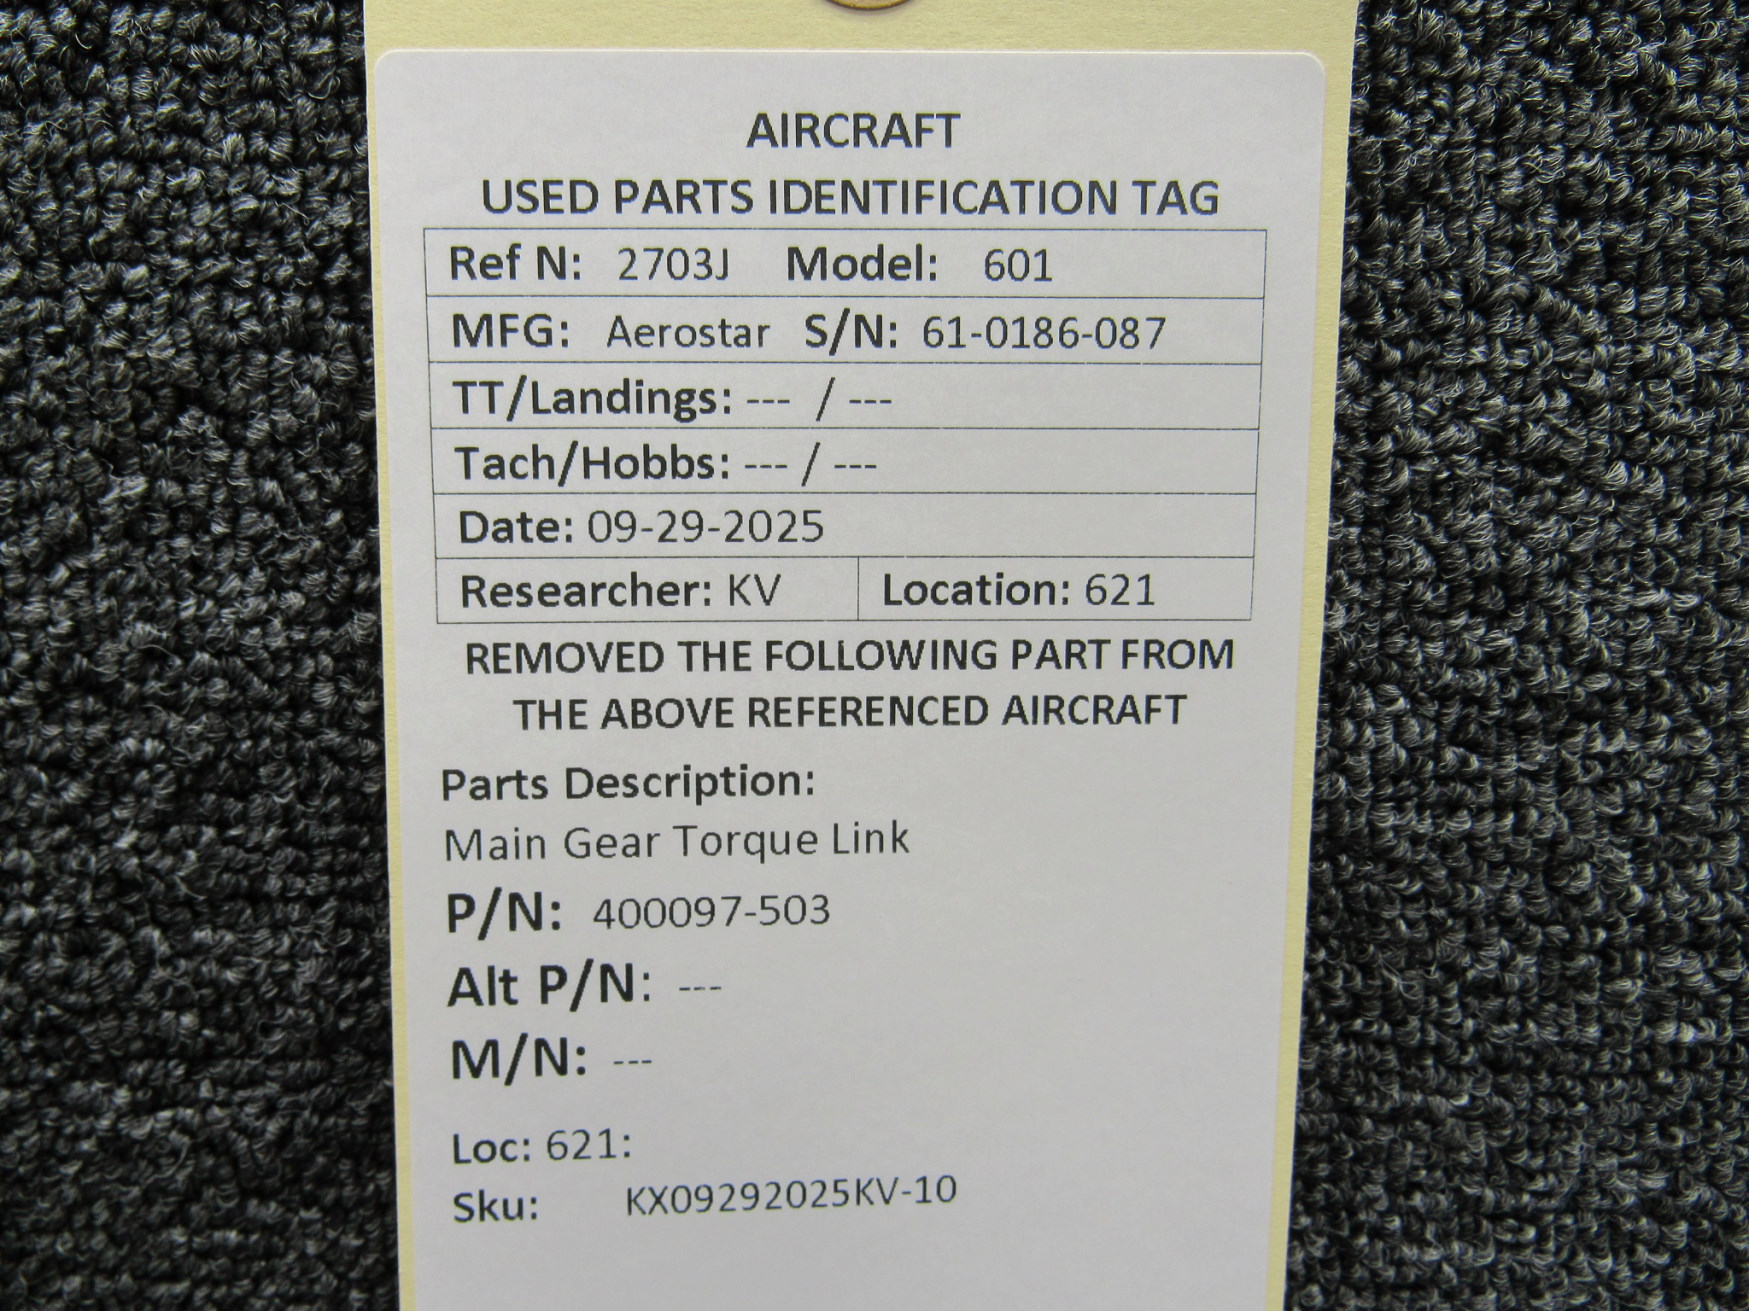 AIRCRAFT
USED PARTS IDENTIFICATION TAG
Ref N: 2703J Model: 601
MFG: Aerostar S/N: 61-0186-087
TT/Landings: --- / ---
Tach/Hobbs: --- / ---
Date: 09-29-2025
Researcher: KV Location: 621
REMOVED THE FOLLOWING PART FROM
THE ABOVE REFERENCED AIRCRAFT
Parts Description:
Main Gear Torque Link
P/N: 400097-503
Alt P/N: ---
M/N: ---
Loc: 621:
Sku: KX09292025KV-10